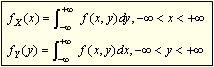 f_X(x) = ∫_{-∞}^{+∞} f(x,y)dy, -∞ < x < +∞
f_Y(y) = ∫_{-∞}^{+∞} f(x,y)dx, -∞ < y < +∞